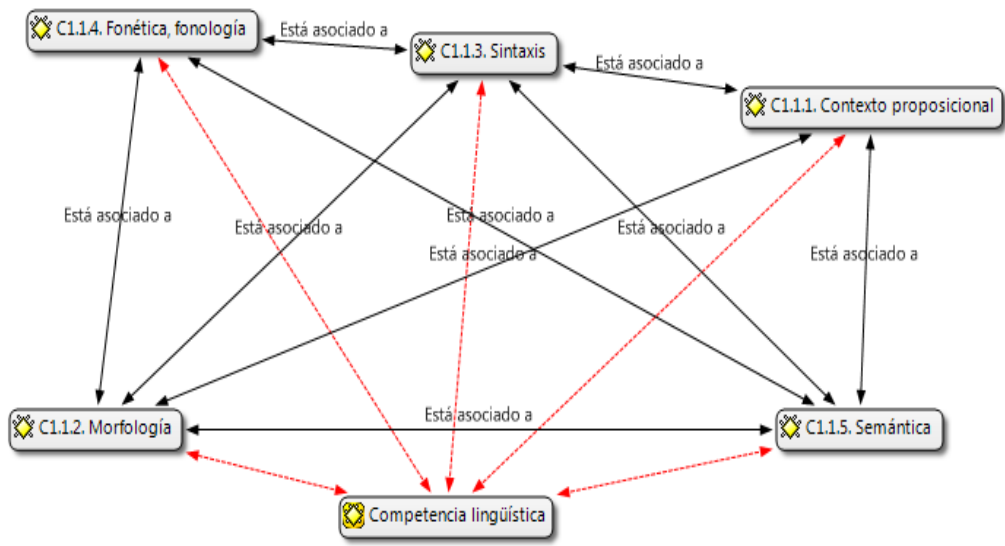 C1.1.4. Fonética, fonología
Está asociado a
C1.1.3. Sintaxis
Está asociado a
C1.1.1. Contexto proposicional
Está asociado a
Está asociado a
Está asociado a
Está asociado a
Está asociado a
Está asociado a
Está asociado a
C1.1.2. Morfología
C1.1.5. Semántica
Competencia lingüística